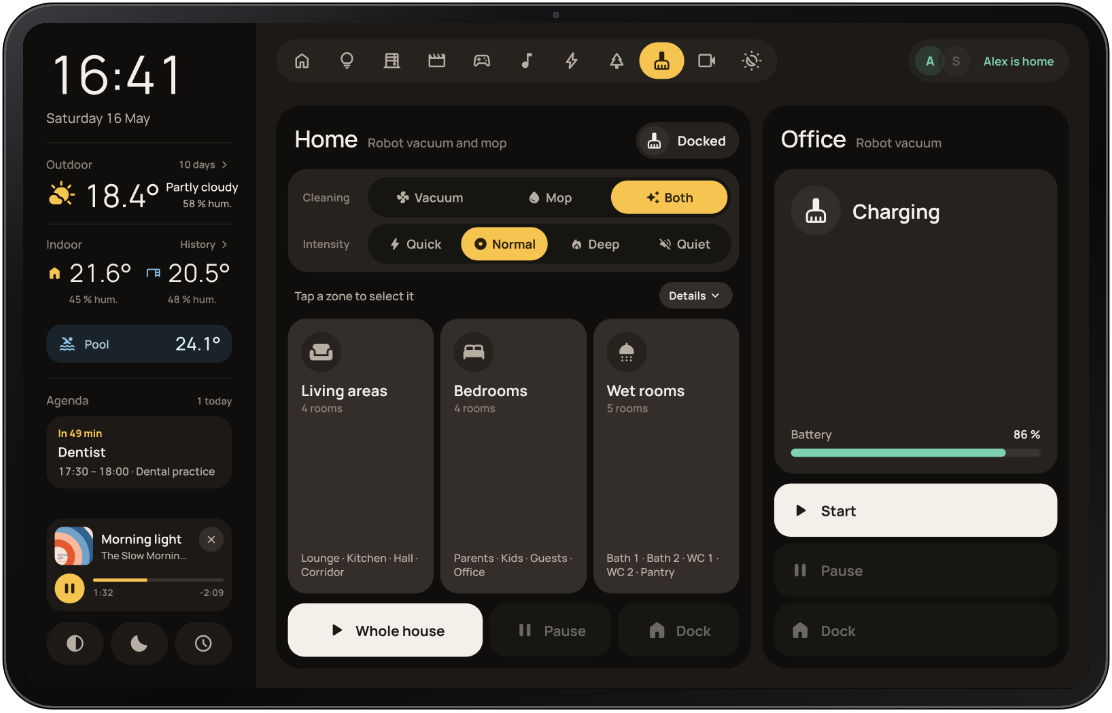 16:41
Saturday 16 May
Outdoor
10 days
18.4°
Partly cloudy
58 % hum.
Indoor
History
21.6°
20.5°
45 % hum.
48 % hum.
Pool
24.1°
Agenda
1 today
In 49 min
Dentist
17:30 – 18:00 · Dental practice
Morning light
The Slow Mornin...
1:32
-2:09
A
S
Alex is home
Home
Robot vacuum and mop
Docked
Cleaning
Vacuum
Mop
Both
Intensity
Quick
Normal
Deep
Quiet
Tap a zone to select it
Details
Living areas
4 rooms
Lounge · Kitchen · Hall ·
Corridor
Bedrooms
4 rooms
Parents · Kids · Guests ·
Office
Wet rooms
5 rooms
Bath 1 · Bath 2 · WC 1 ·
WC 2 · Pantry
Whole house
Pause
Dock
Office
Robot vacuum
Charging
Battery
86 %
Start
Pause
Dock